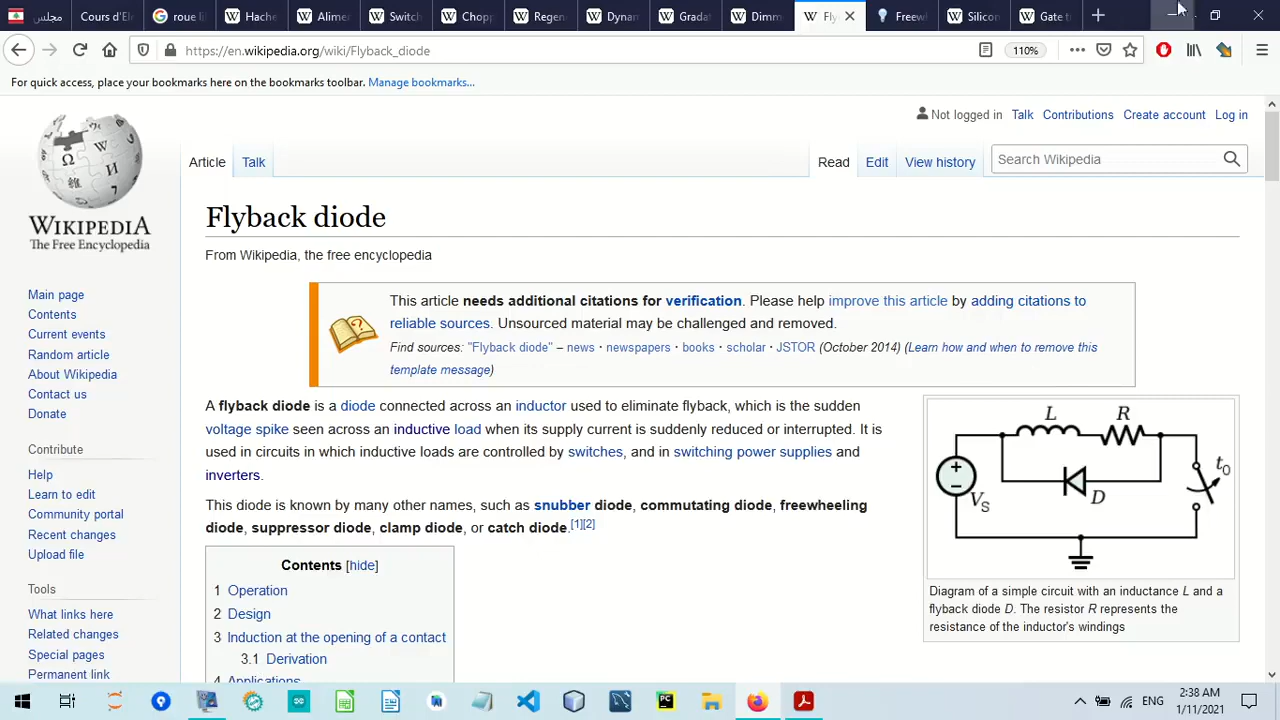 مجلس
Cours d'El
roue li
Hache
Alimer
Switch
Chopp
Regen
Dynan
Gradat
Dimm
Fly
Freew
Silicor
Gate t
https://en.wikipedia.org/wiki/Flyback_diode
110%
For quick access, place your bookmarks here on the bookmarks toolbar. Manage bookmarks...
Not logged in Talk Contributions Create account Log in
Article Talk Read Edit View history Search Wikipedia
WIKIPEDIA
The Free Encyclopedia
Flyback diode
From Wikipedia, the free encyclopedia
This article needs additional citations for verification. Please help improve this article by adding citations to
reliable sources. Unsourced material may be challenged and removed.
Find sources: "Flyback diode" – news · newspapers · books · scholar · JSTOR (October 2014) (Learn how and when to remove this
template message)
Main page
Contents
Current events
Random article
About Wikipedia
Contact us
Donate
Contribute
Help
Learn to edit
Community portal
Recent changes
Upload file
Tools
What links here
Related changes
Special pages
Permanent link
A flyback diode is a diode connected across an inductor used to eliminate flyback, which is the sudden
voltage spike seen across an inductive load when its supply current is suddenly reduced or interrupted. It is
used in circuits in which inductive loads are controlled by switches, and in switching power supplies and
inverters.
This diode is known by many other names, such as snubber diode, commutating diode, freewheeling
diode, suppressor diode, clamp diode, or catch diode.[1][2]
Contents [hide]
1 Operation
2 Design
3 Induction at the opening of a contact
3.1 Derivation
4 Applications
L R
D
VS
t0
Diagram of a simple circuit with an inductance L and a
flyback diode D. The resistor R represents the
resistance of the inductor's windings
ENG
2:38 AM
1/11/2021